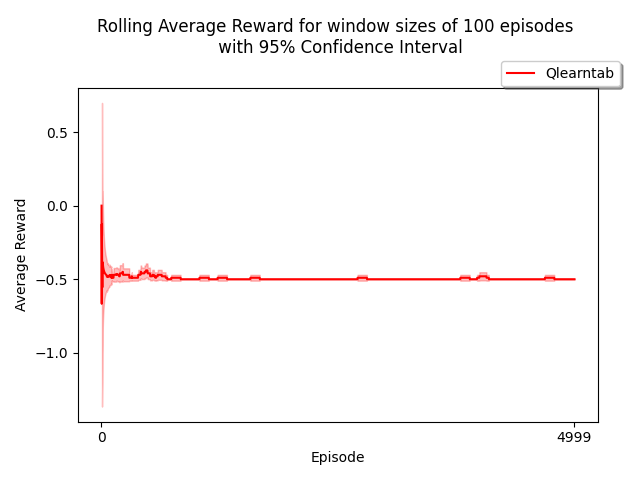 Rolling Average Reward for window sizes of 100 episodes
with 95% Confidence Interval
Qlearntab
0.5
0.0
−0.5
−1.0
Average Reward
0
4999
Episode